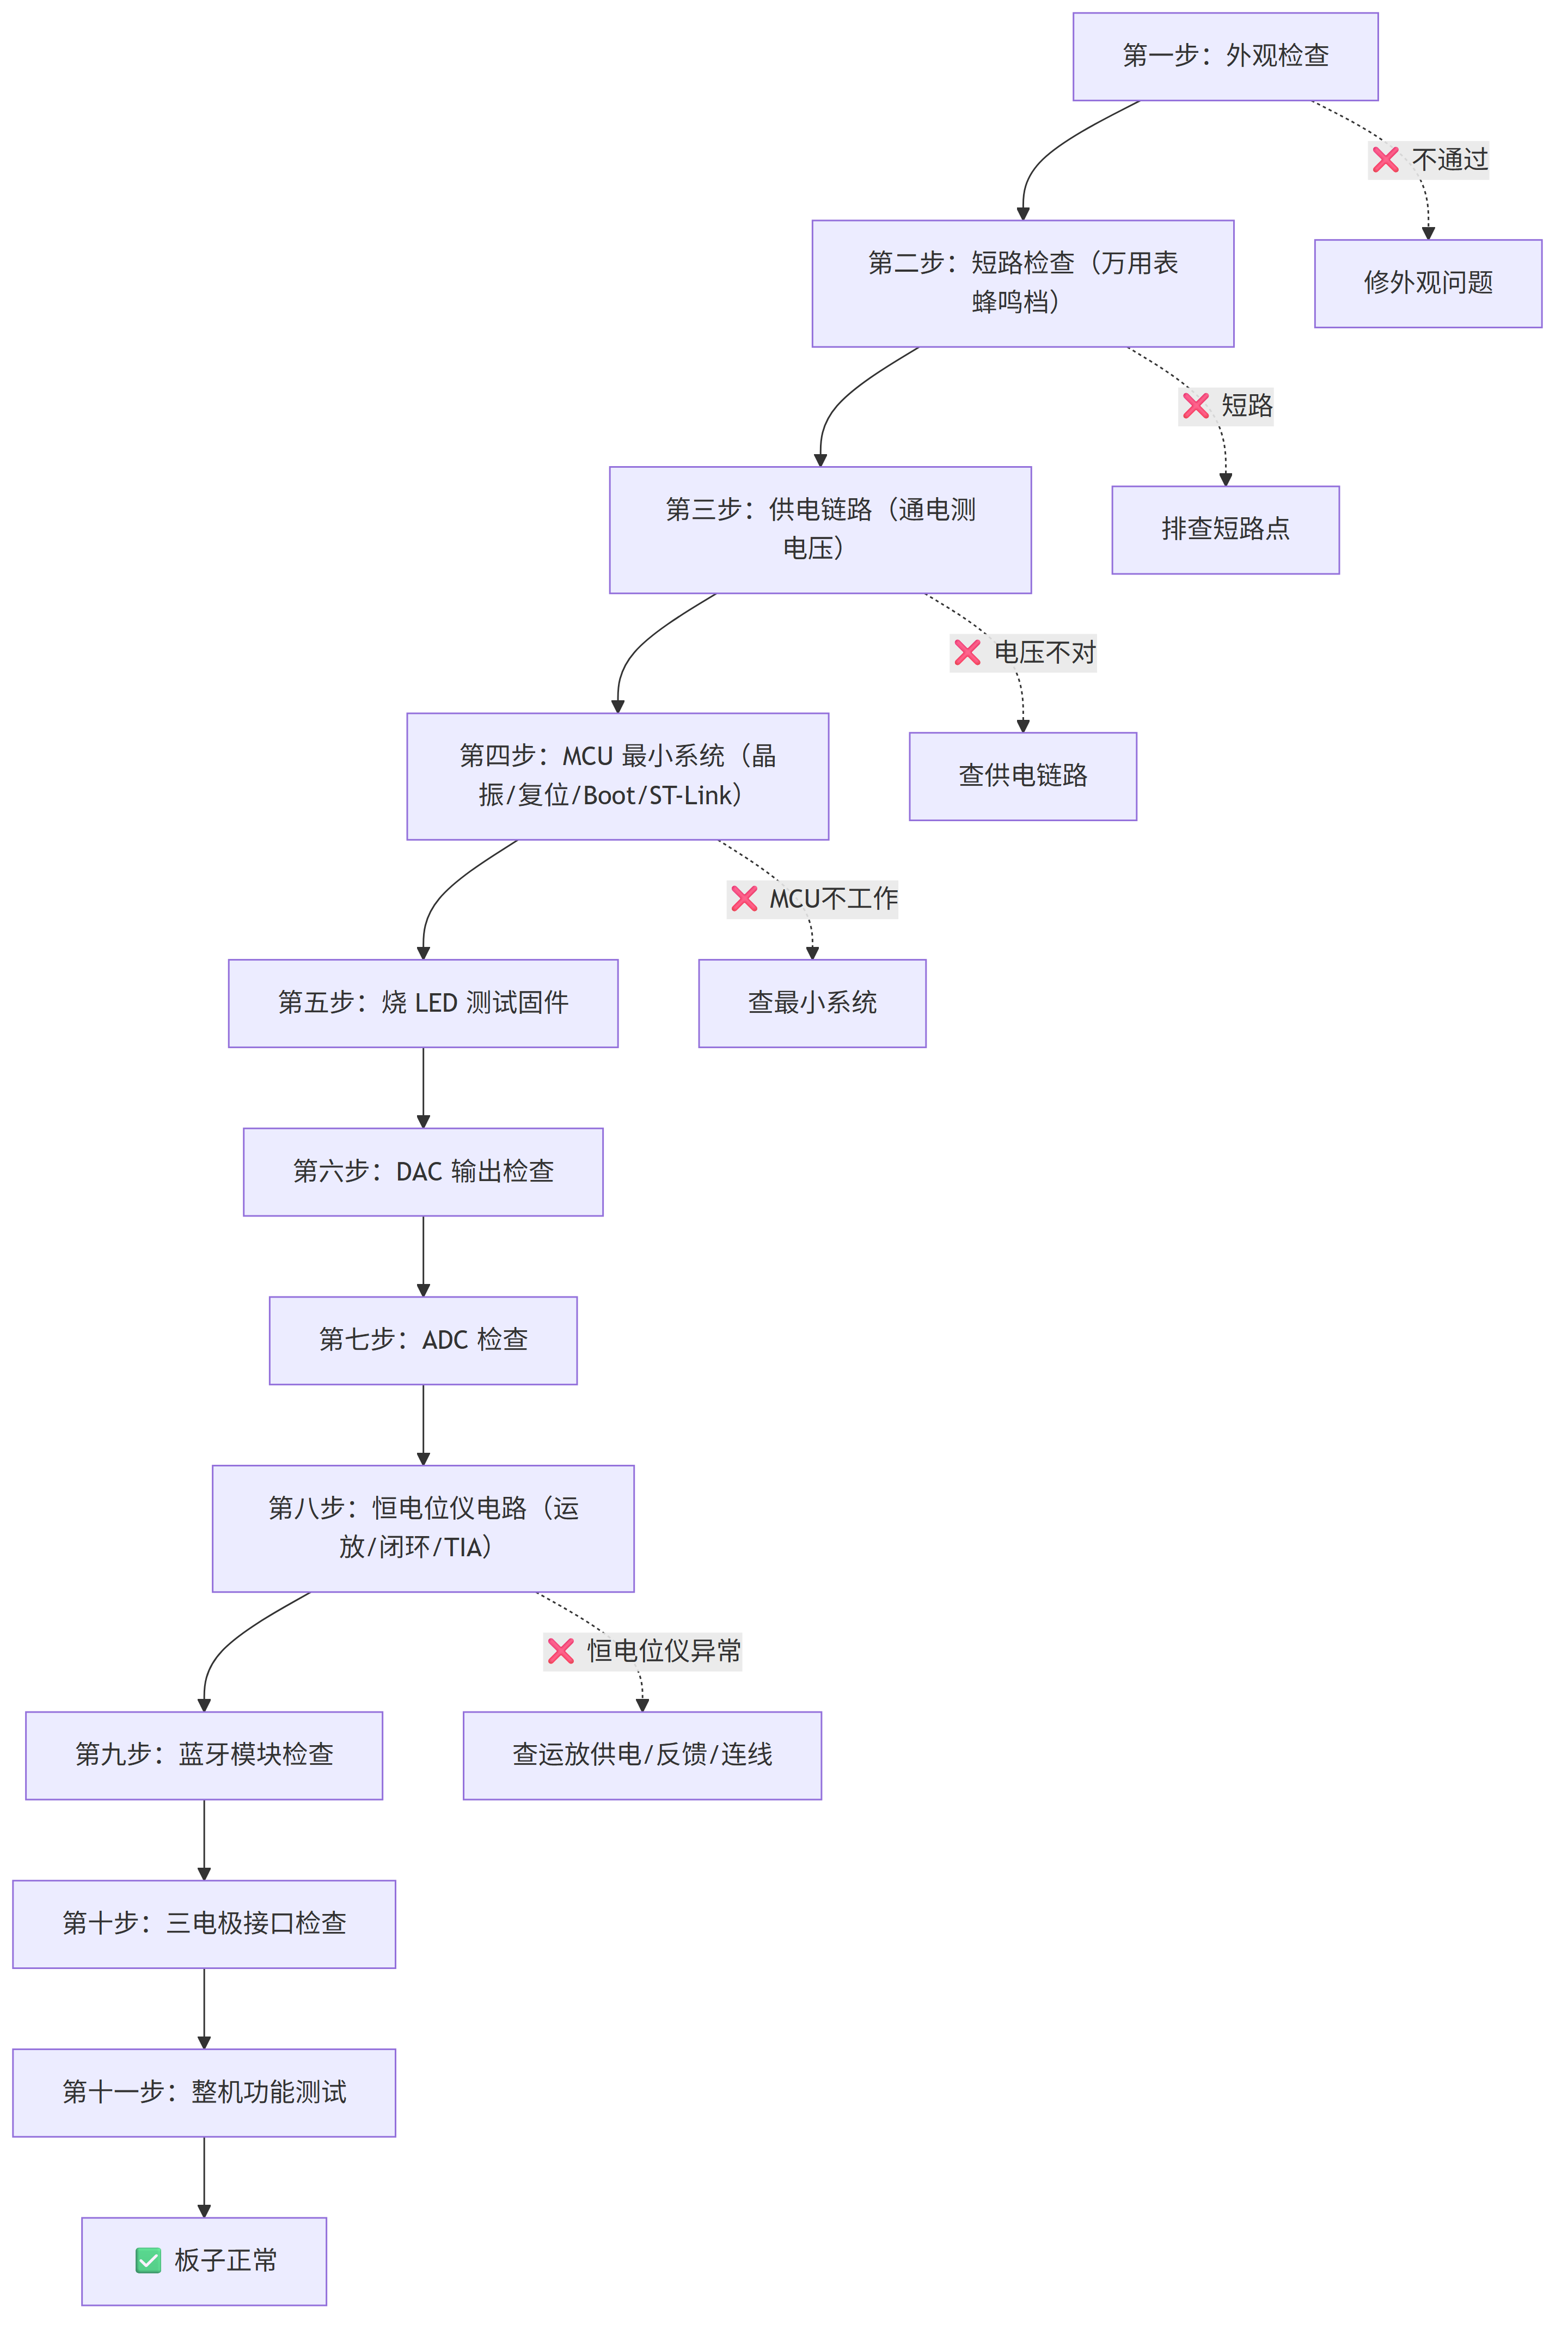 第一步：外观检查
❌ 不通过
第二步：短路检查（万用表
蜂鸣档）
修外观问题
❌ 短路
第三步：供电链路（通电测
电压）
排查短路点
❌ 电压不对
第四步：MCU 最小系统（晶
振/复位/Boot/ST-Link）
查供电链路
❌ MCU不工作
第五步：烧 LED 测试固件
查最小系统
第六步：DAC 输出检查
第七步：ADC 检查
第八步：恒电位仪电路（运
放/闭环/TIA）
❌ 恒电位仪异常
第九步：蓝牙模块检查
查运放供电/反馈/连线
第十步：三电极接口检查
第十一步：整机功能测试
✅ 板子正常